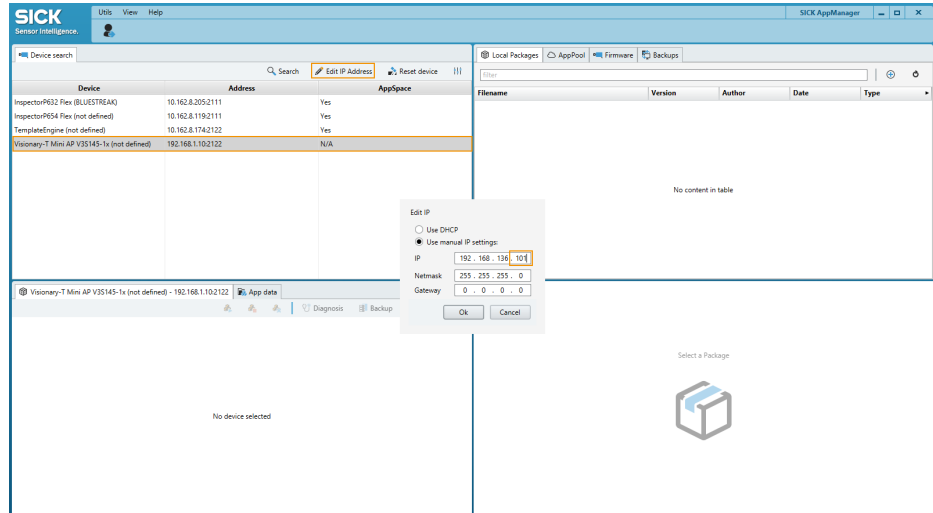 SICK
Sensor Intelligence.
Utils View Help
SICK AppManager
Device search
Search Edit IP Address Reset device
Device Address AppSpace
InspectorP632 Flex (BLUESTREAK) 10.162.8.205:2111 Yes
InspectorP654 Flex (not defined) 10.162.8.119:2111 Yes
TemplateEngine (not defined) 10.162.8.174:2122 Yes
Visionary-T Mini AP V3S145-1x (not defined) 192.168.1.10:2122 N/A
Local Packages AppPool Firmware Backups
Filter
Filename Version Author Date Type
No content in table
Edit IP
Use DHCP
Use manual IP settings:
IP 192 . 168 . 136 . 101
Netmask 255 . 255 . 255 . 0
Gateway 0 . 0 . 0 . 0
Ok Cancel
Visionary-T Mini AP V3S145-1x (not defined) - 192.168.1.10:2122 App data
Diagnosis Backup
No device selected
Select a Package